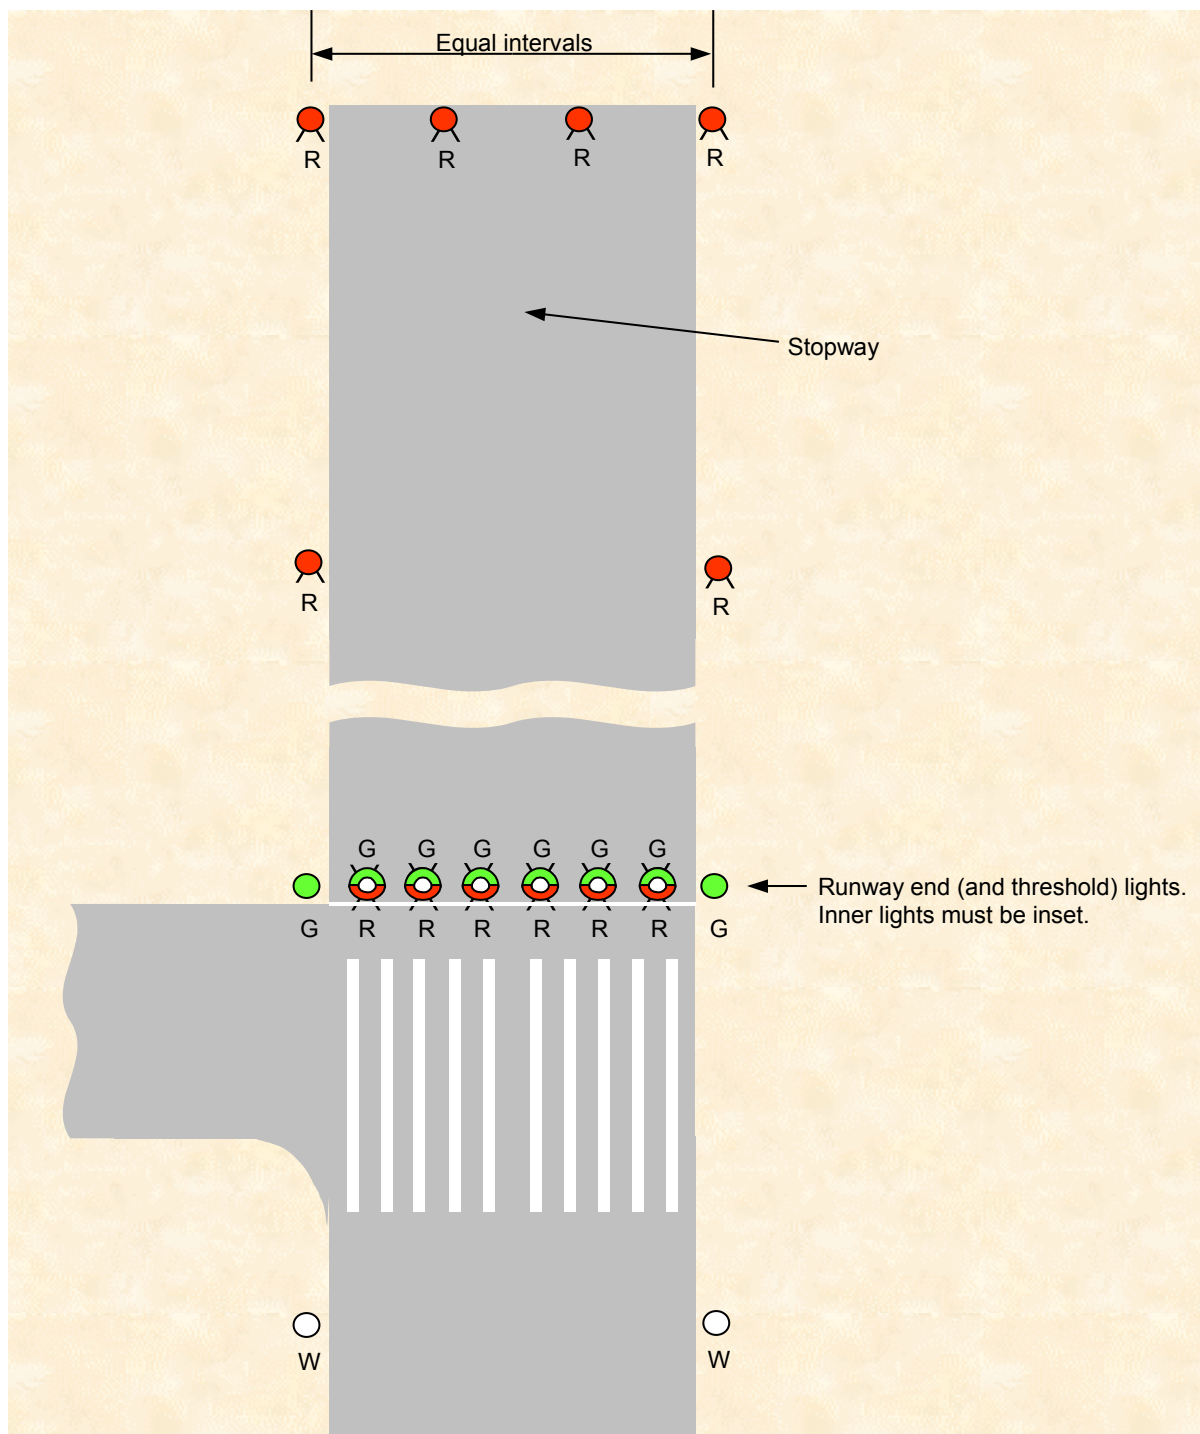 Equal intervals
R R R R
Stopway
R R
G G G G G G
Runway end (and threshold) lights.
Inner lights must be inset.
G R R R R R R G
W W